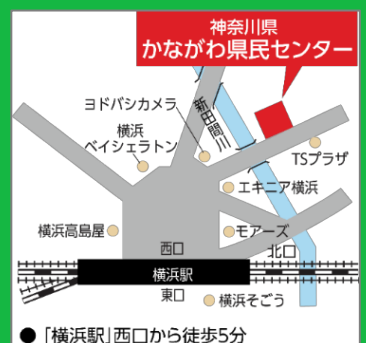 神奈川県
かながわ県民センター
ヨドバシカメラ
新田間川
横浜
ベイシェラトン
TSプラザ
エキニア横浜
横浜高島屋
モアーズ
西口
北口
横浜駅
東口
横浜そごう
●「横浜駅」西口から徒歩5分